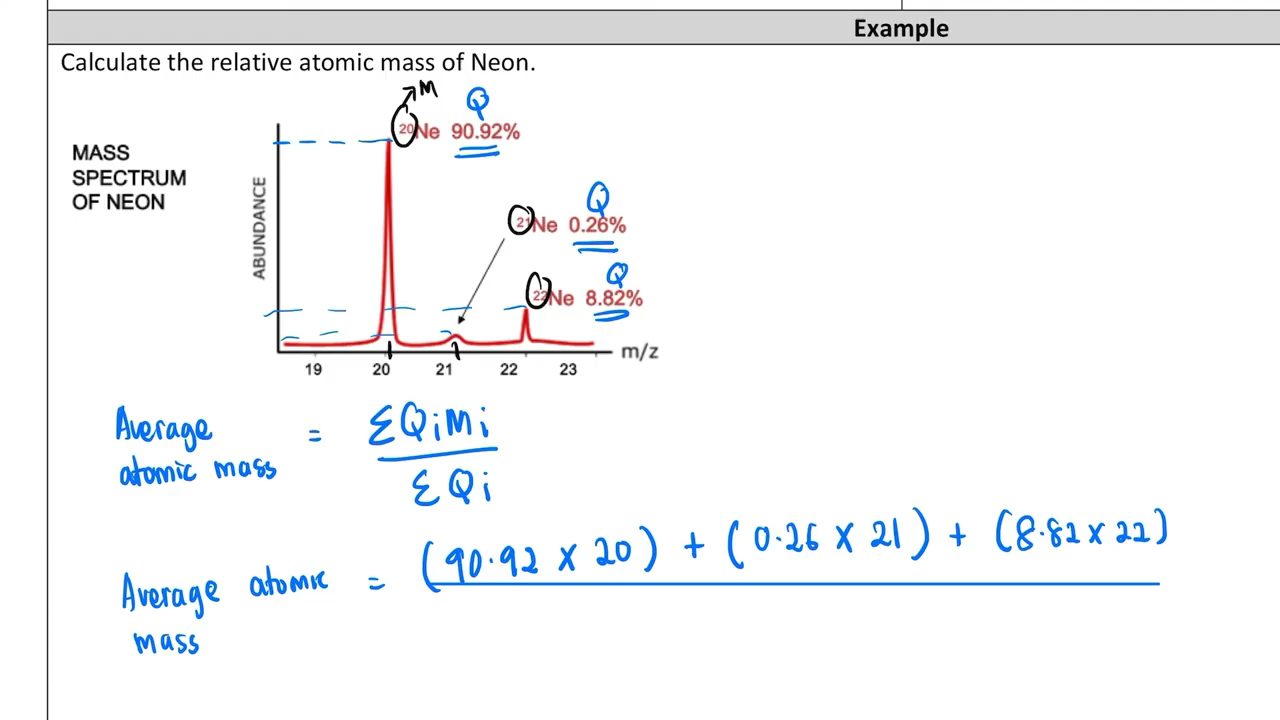 Example
Calculate the relative atomic mass of Neon.
M
Q
²⁰Ne 90.92%
MASS
SPECTRUM
OF NEON
ABUNDANCE
Q
²¹Ne 0.26%
Q
²²Ne 8.82%
m/z
19 20 21 22 23
Average
atomic mass = ΣQiMi
ΣQi
(90.92 x 20) + (0.26 x 21) + (8.82 x 22)
Average atomic =
mass